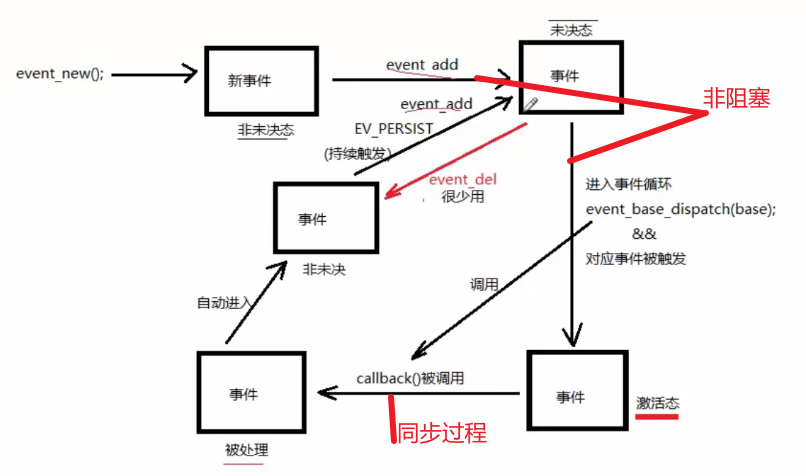 未决态
event_new();
新事件
event_add
事件
非阻塞
非未决态
event_add
EV_PERSIST
(持续触发)
event_del
很少用
进入事件循环
event_base_dispatch(base);
&&
对应事件被触发
事件
非未决
调用
自动进入
callback()被调用
事件
事件
激活态
同步过程
被处理